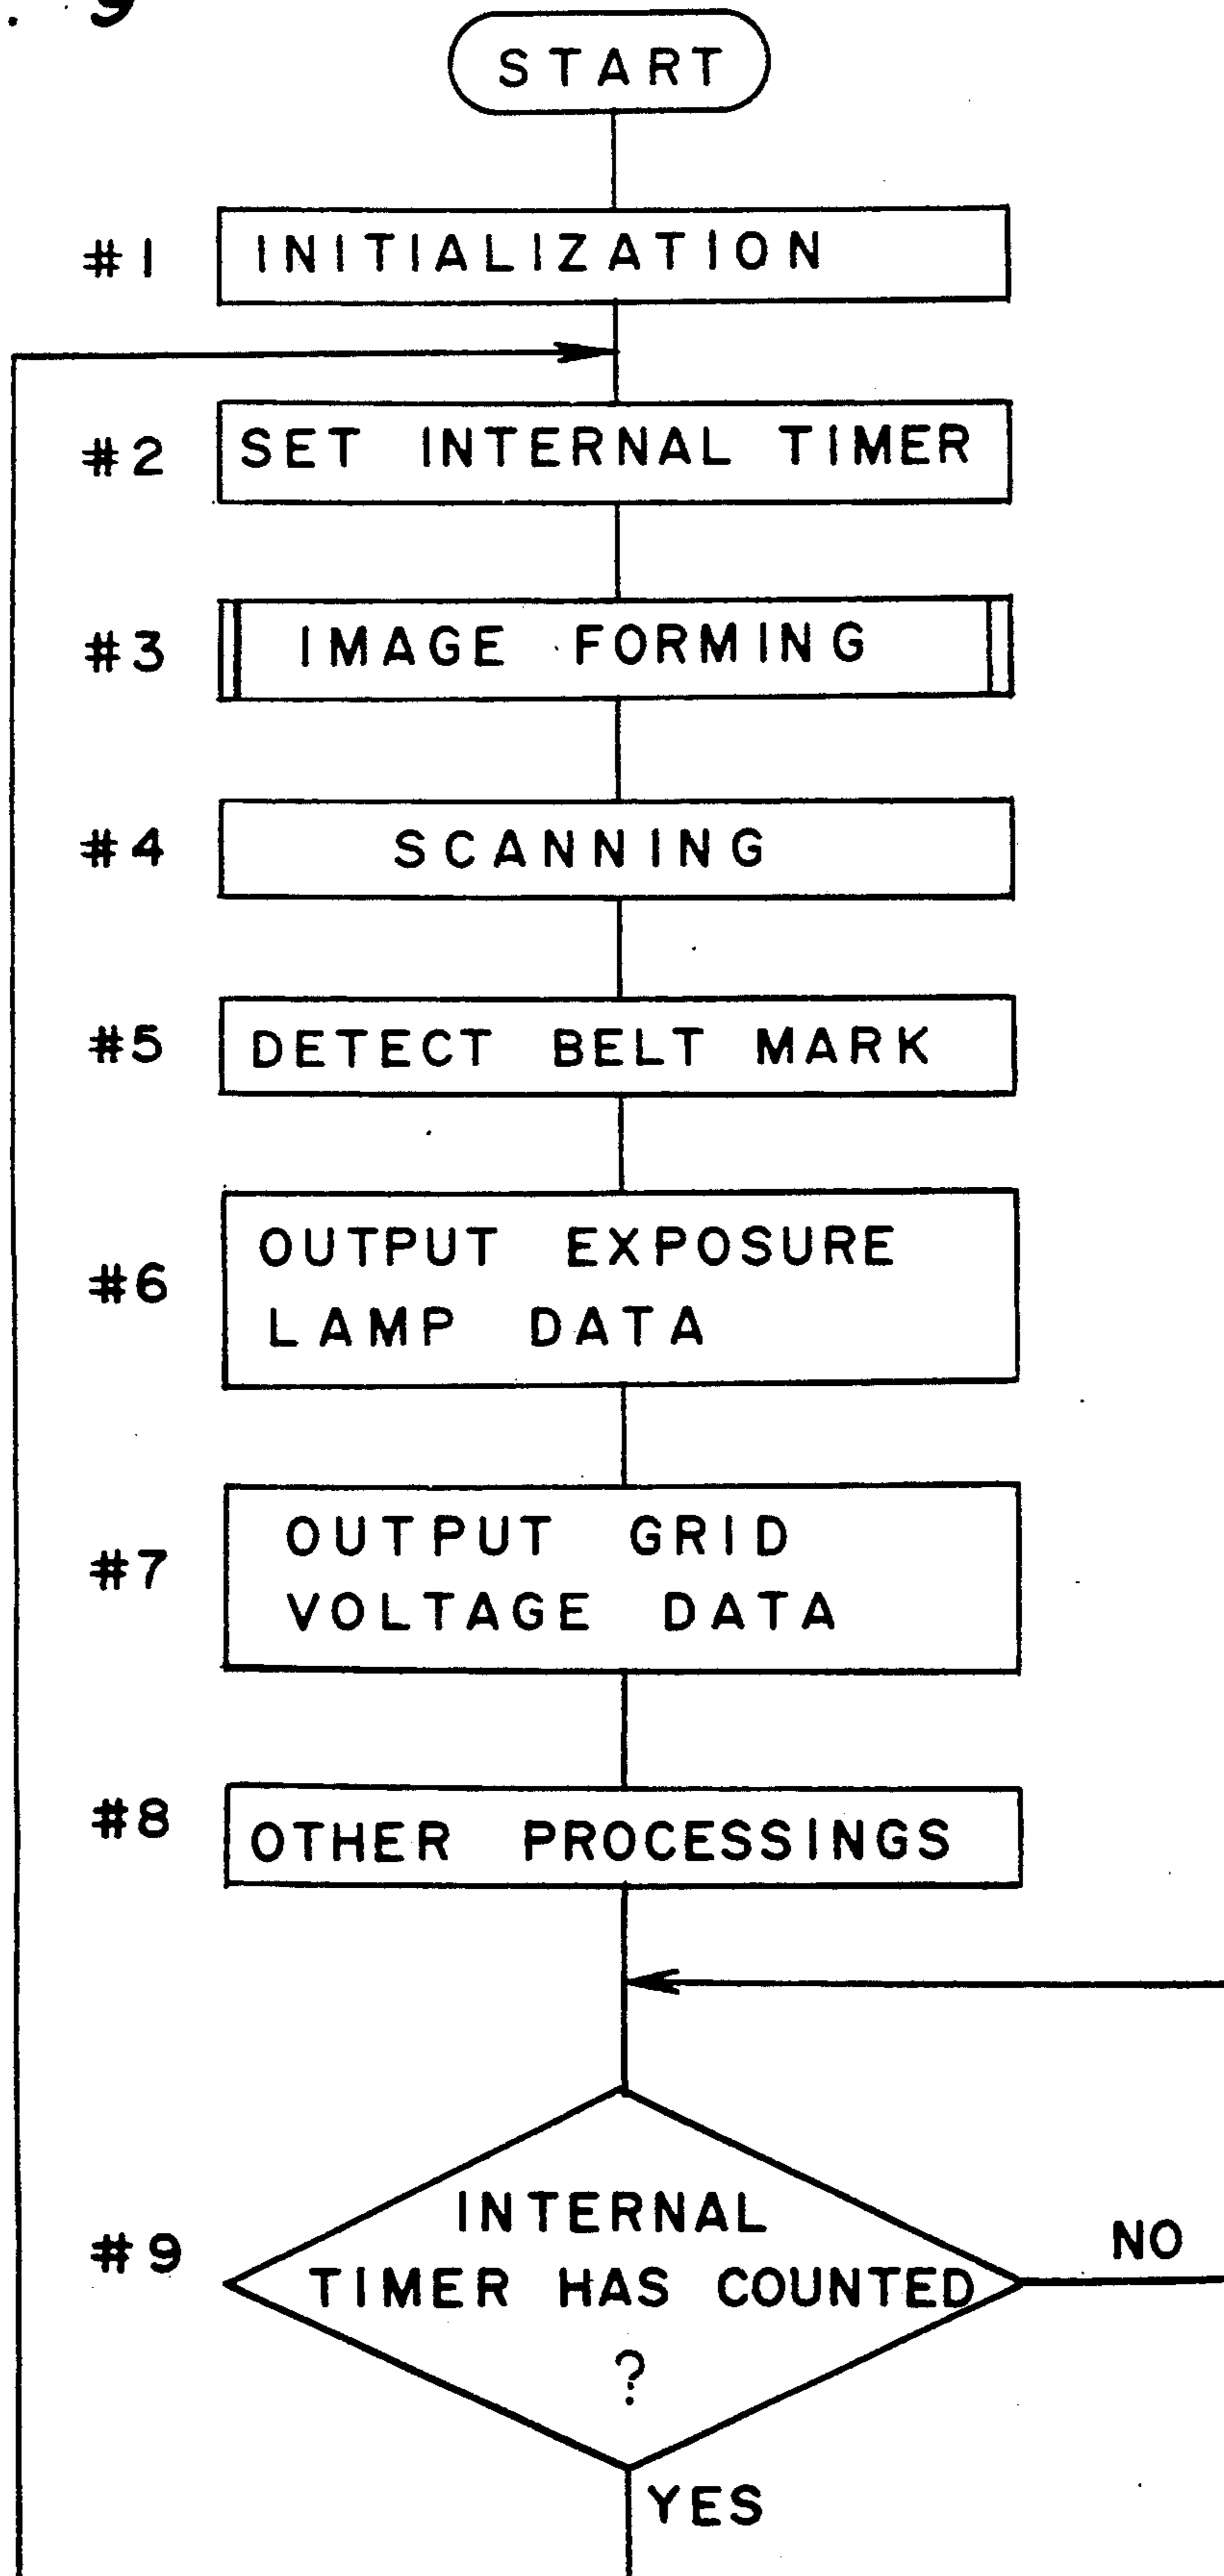 . 9
START
#1 INITIALIZATION
#2 SET INTERNAL TIMER
#3 IMAGE FORMING
#4 SCANNING
#5 DETECT BELT MARK
#6 OUTPUT EXPOSURE
LAMP DATA
#7 OUTPUT GRID
VOLTAGE DATA
#8 OTHER PROCESSINGS
INTERNAL
#9 TIMER HAS COUNTED
?
NO
YES